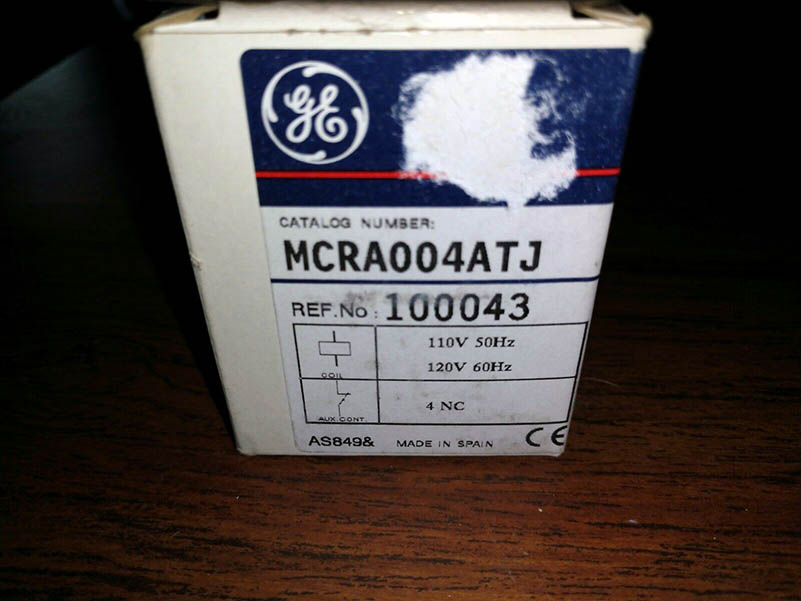 GE
CATALOG NUMBER:
MCRA004ATJ
REF.No : 100043
110V 50Hz
120V 60Hz
COIL
4 NC
AUX.CONT.
AS849& MADE IN SPAIN CE